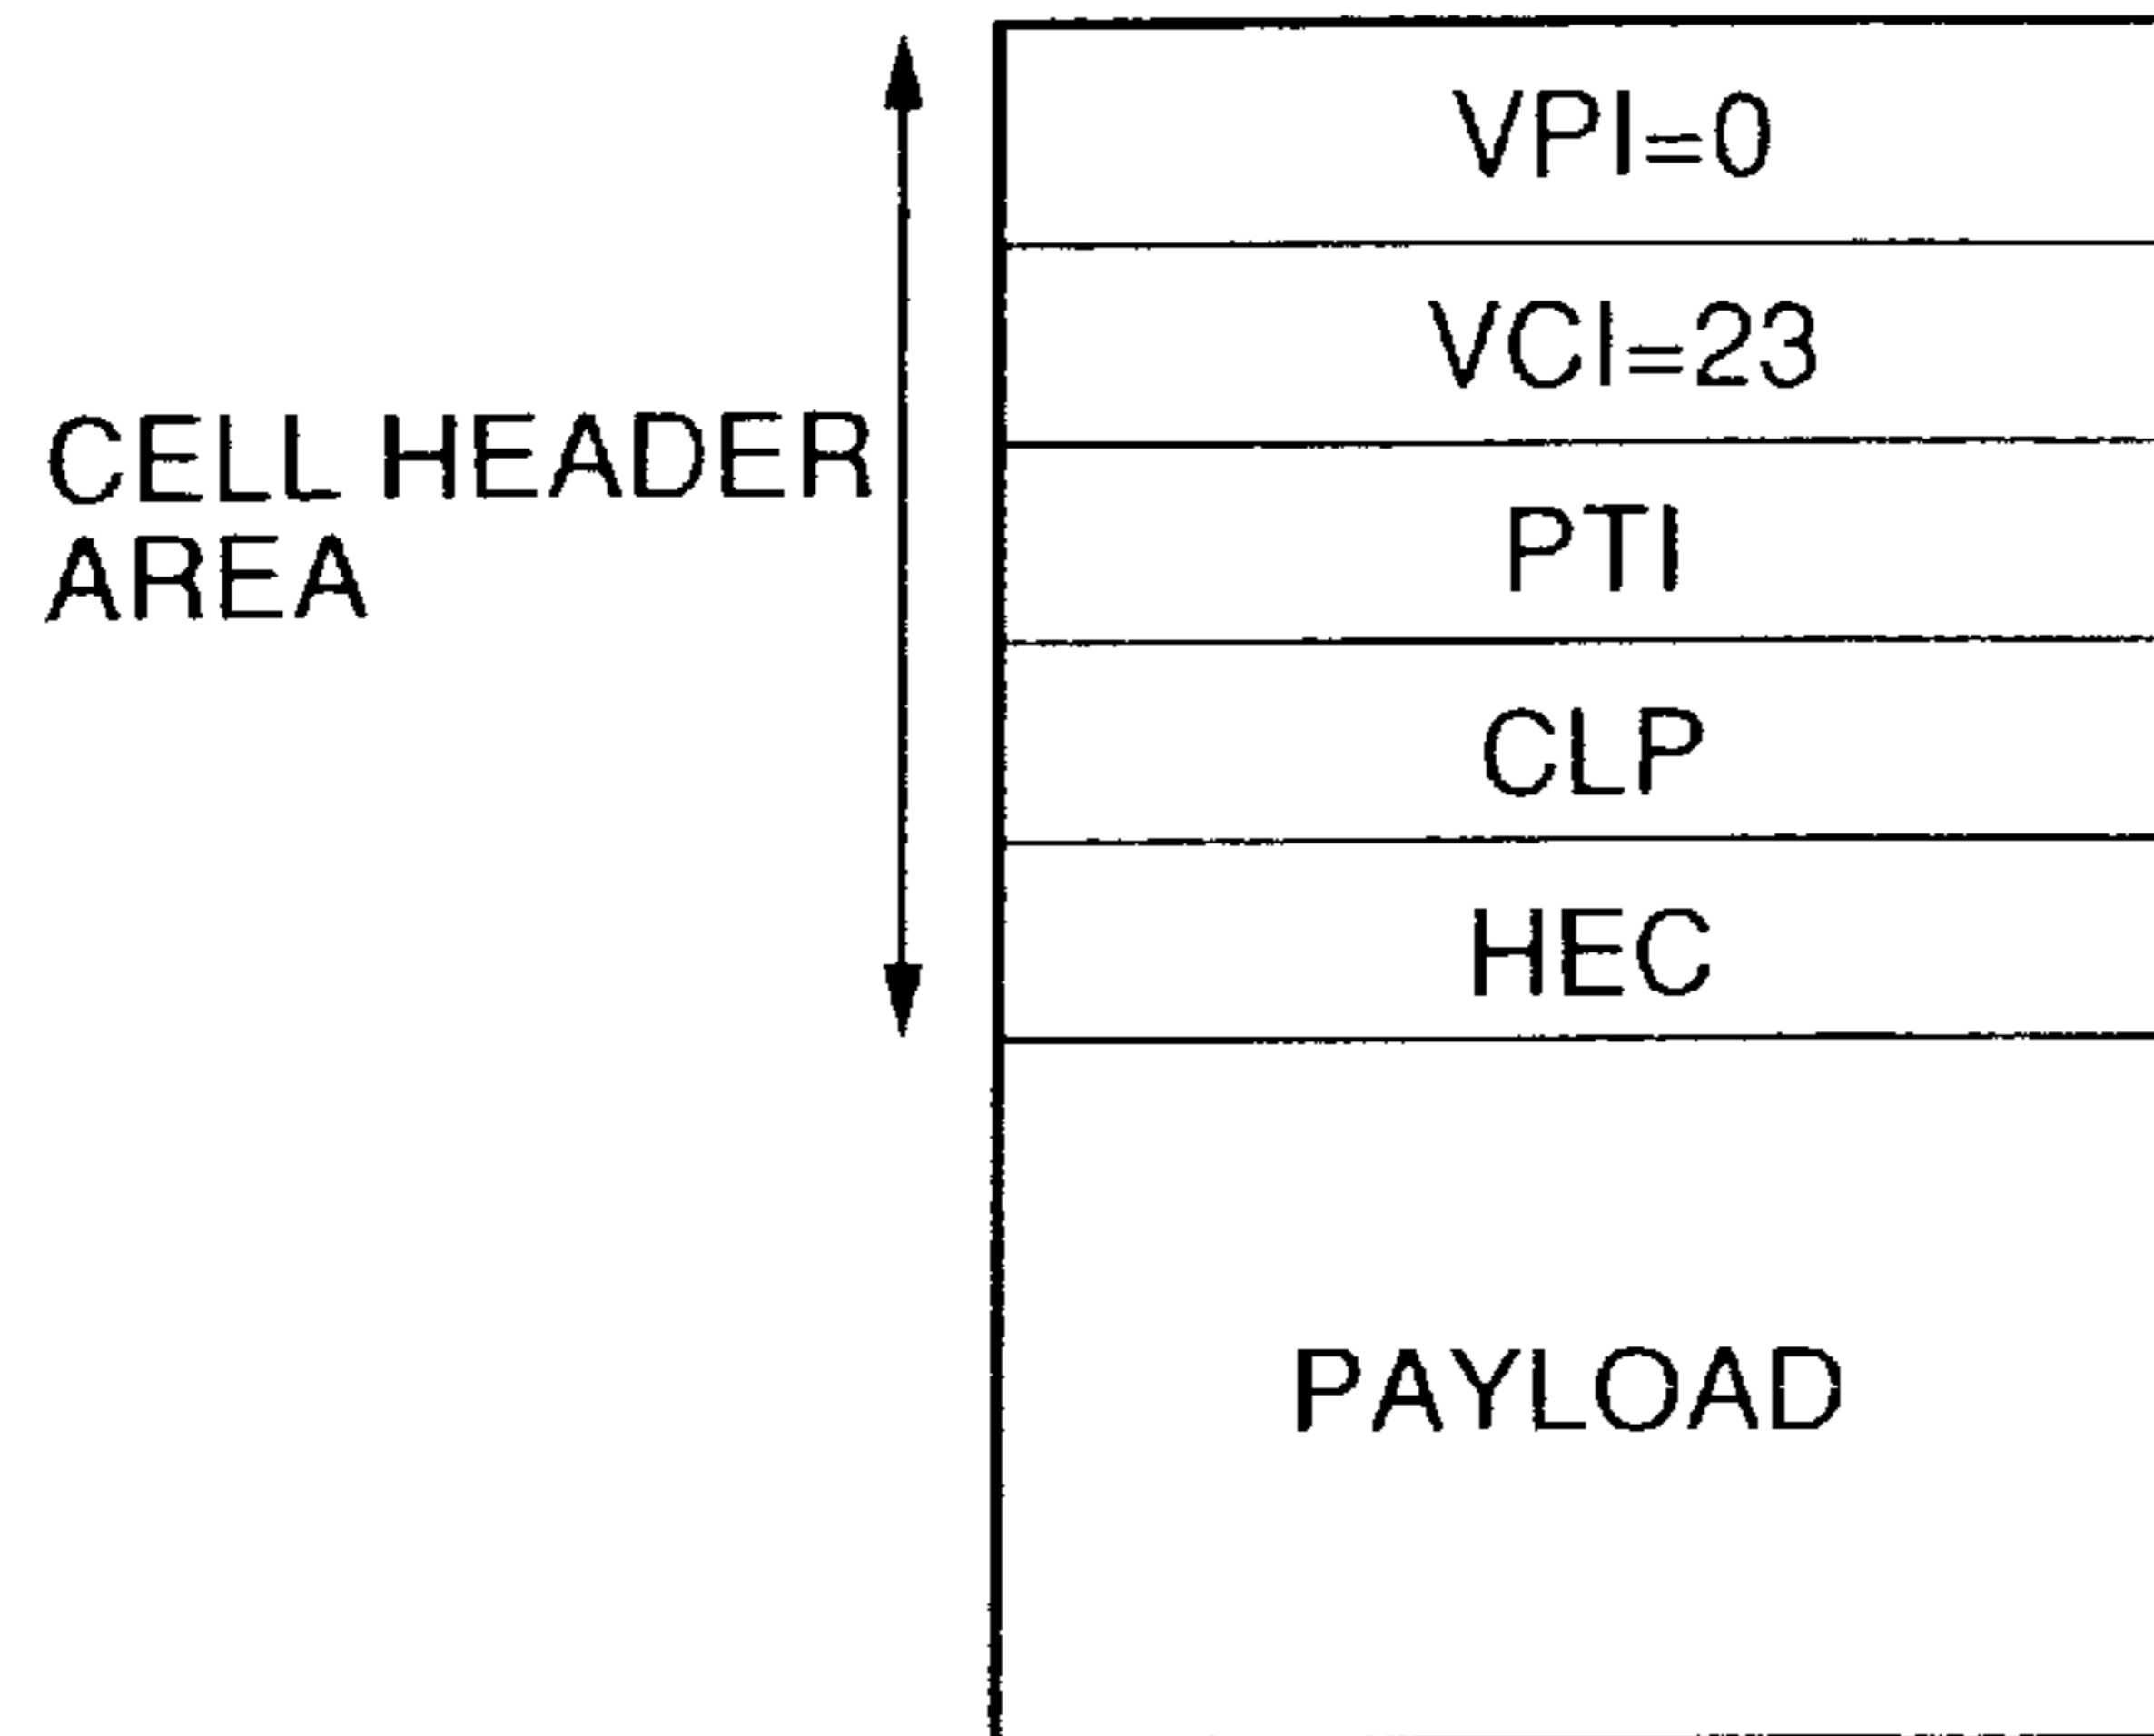 VPI=0
VCI=23
CELL HEADER
AREA
PTI
CLP
HEC
PAYLOAD